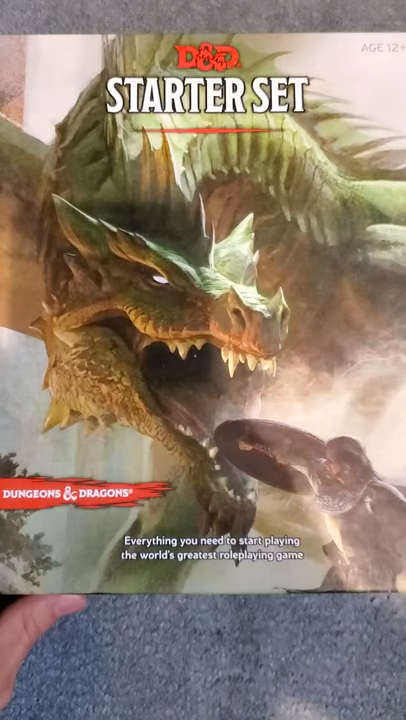 D&D
AGE 12+
STARTER SET
DUNGEONS & DRAGONS®
Everything you need to start playing
the world's greatest roleplaying game